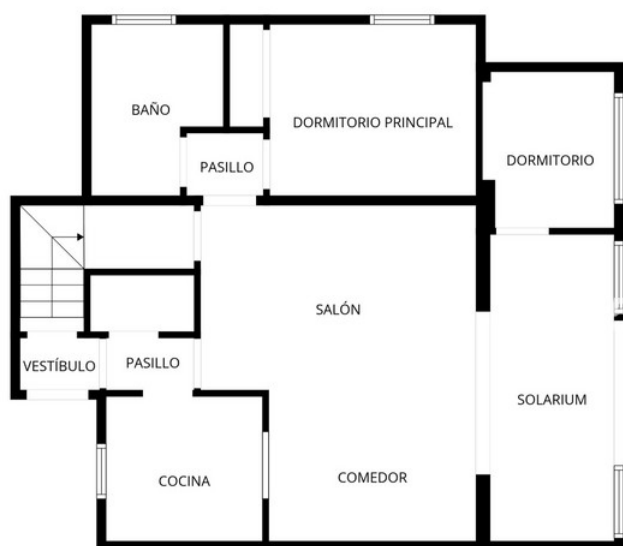 BAÑO
DORMITORIO PRINCIPAL
DORMITORIO
PASILLO
SALÓN
VESTÍBULO
PASILLO
SOLARIUM
COCINA
COMEDOR